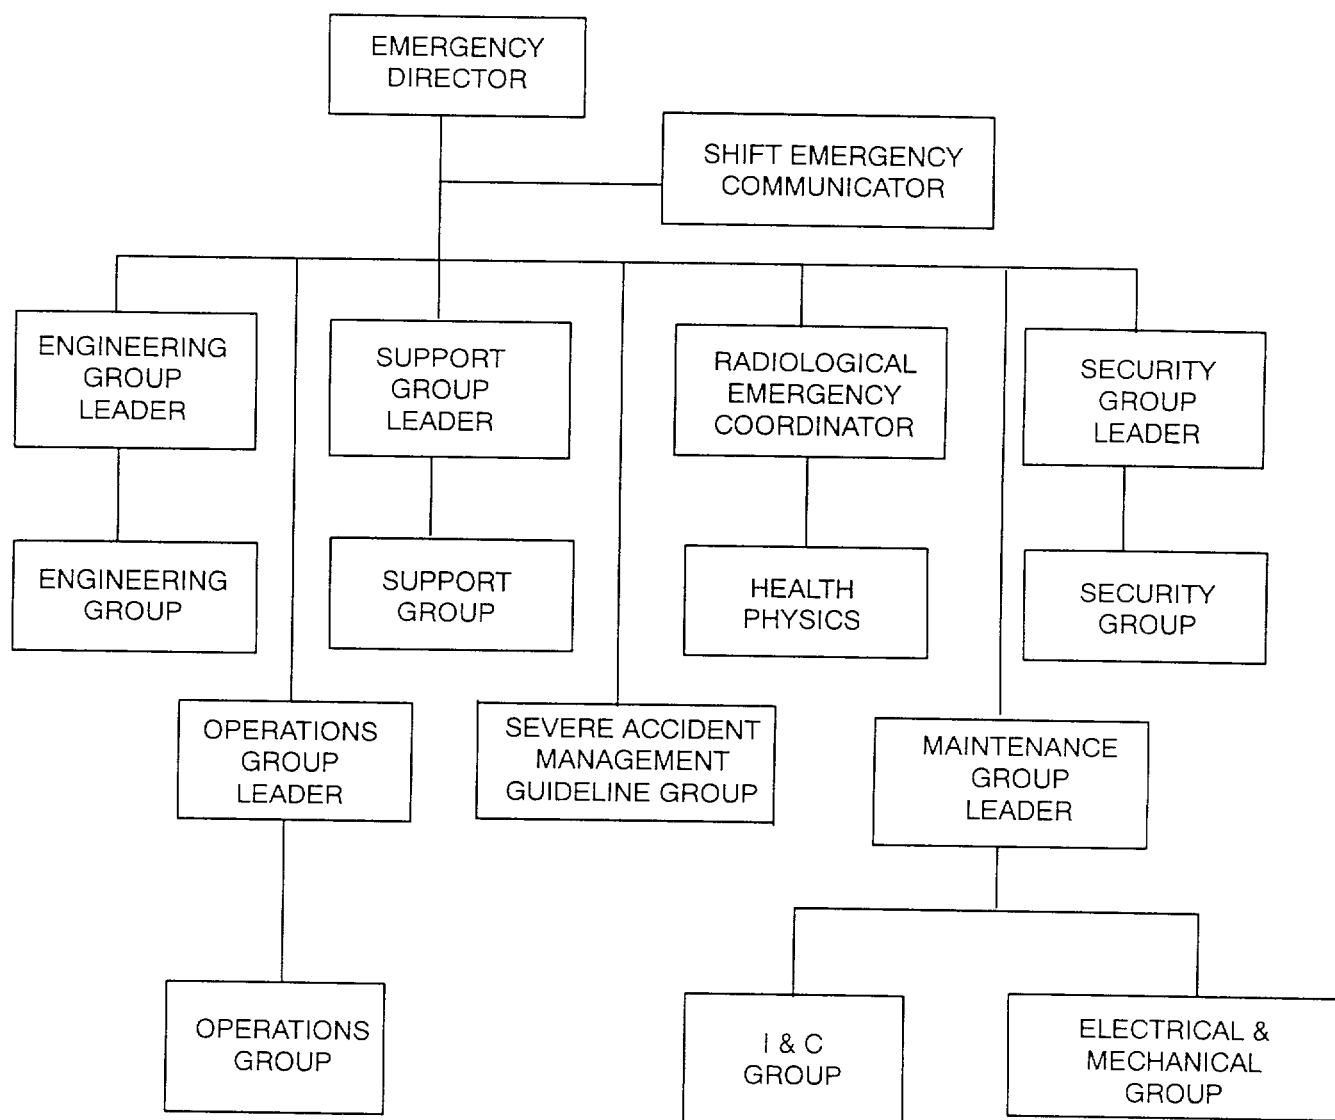 EMERGENCY
DIRECTOR
SHIFT EMERGENCY
COMMUNICATOR
ENGINEERING
GROUP
LEADER
SUPPORT
GROUP
LEADER
RADIOLOGICAL
EMERGENCY
COORDINATOR
SECURITY
GROUP
LEADER
ENGINEERING
GROUP
SUPPORT
GROUP
HEALTH
PHYSICS
SECURITY
GROUP
OPERATIONS
GROUP
LEADER
SEVERE ACCIDENT
MANAGEMENT
GUIDELINE GROUP
MAINTENANCE
GROUP
LEADER
OPERATIONS
GROUP
I & C
GROUP
ELECTRICAL &
MECHANICAL
GROUP